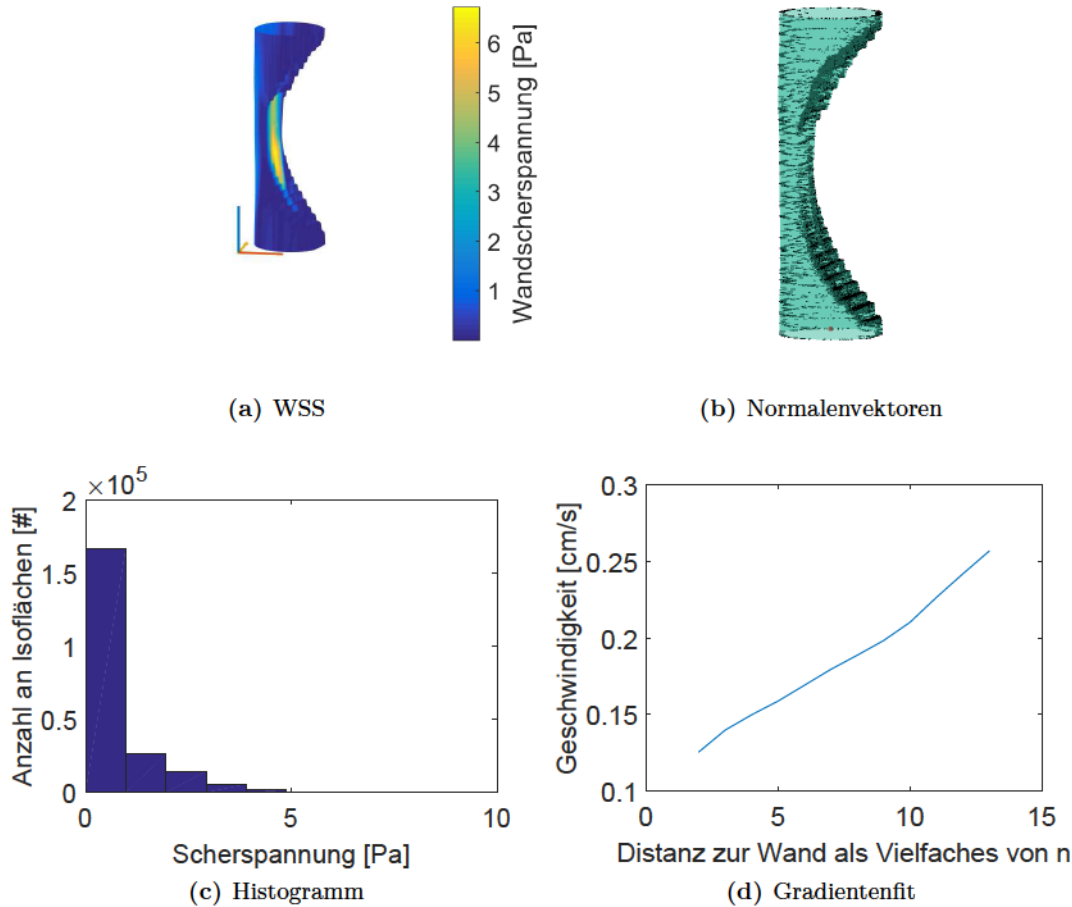 6
5
4
3
2
1
Wandscherspannung [Pa]
(a) WSS
(b) Normalenvektoren
×10^5
2
1.5
1
0.5
0
Anzahl an Isoflächen [#]
0
5
10
Scherspannung [Pa]
(c) Histogramm
0.3
0.25
0.2
0.15
0.1
Geschwindigkeit [cm/s]
0
5
10
15
Distanz zur Wand als Vielfaches von n
(d) Gradientenfit